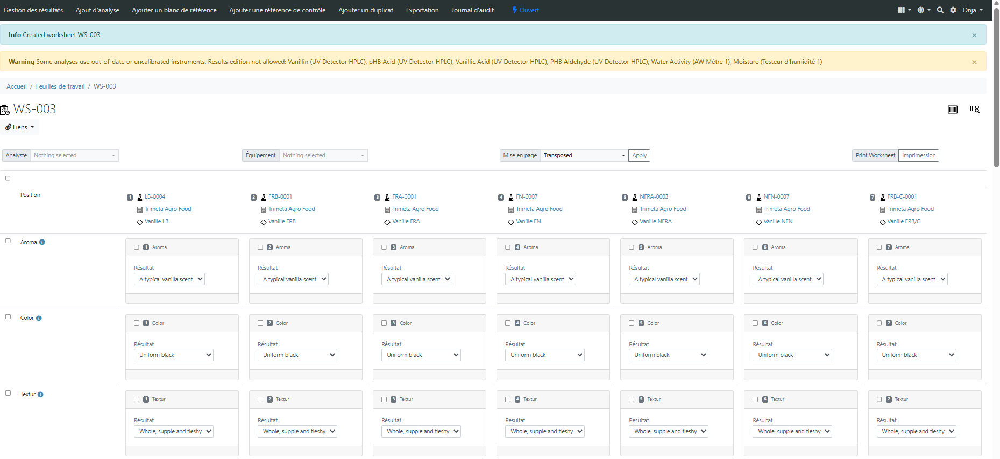 Gestion des résultats Ajout d'analyse Ajouter un blanc de référence Ajouter une référence de contrôle Ajouter un duplicat Exportation Journal d'audit Ouvert Onja
Info Created worksheet WS-003 ×
Warning Some analyses use out-of-date or uncalibrated instruments. Results edition not allowed: Vanillin (UV Detector HPLC), pHB Acid (UV Detector HPLC), Vanillic Acid (UV Detector HPLC), PHB Aldehyde (UV Detector HPLC), Water Activity (AW Mètre 1), Moisture (Testeur d'humidité 1) ×
Accueil / Feuilles de travail / WS-003
WS-003
Liens
Analyste Nothing selected Équipement Nothing selected Mise en page Transposed Apply Print Worksheet Imprimession
Position 1 LB-0004 2 FRB-0001 3 FRA-0001 4 FN-0007 5 NFRA-0003 6 NFN-0007 7 FRB-C-0001
Trimeta Agro Food Trimeta Agro Food Trimeta Agro Food Trimeta Agro Food Trimeta Agro Food Trimeta Agro Food Trimeta Agro Food
Vanille LB Vanille FRB Vanille FRA Vanille FN Vanille NFRA Vanille NFN Vanille FRB/C
Aroma 1 Aroma 2 Aroma 3 Aroma 4 Aroma 5 Aroma 6 Aroma 7 Aroma
Résultat Résultat Résultat Résultat Résultat Résultat Résultat
A typical vanilla scent A typical vanilla scent A typical vanilla scent A typical vanilla scent A typical vanilla scent A typical vanilla scent A typical vanilla scent
Color 1 Color 2 Color 3 Color 4 Color 5 Color 6 Color 7 Color
Résultat Résultat Résultat Résultat Résultat Résultat Résultat
Uniform black Uniform black Uniform black Uniform black Uniform black Uniform black Uniform black
Textur 1 Textur 2 Textur 3 Textur 4 Textur 5 Textur 6 Textur 7 Textur
Résultat Résultat Résultat Résultat Résultat Résultat Résultat
Whole, supple and fleshy Whole, supple and fleshy Whole, supple and fleshy Whole, supple and fleshy Whole, supple and fleshy Whole, supple and fleshy Whole, supple and fleshy